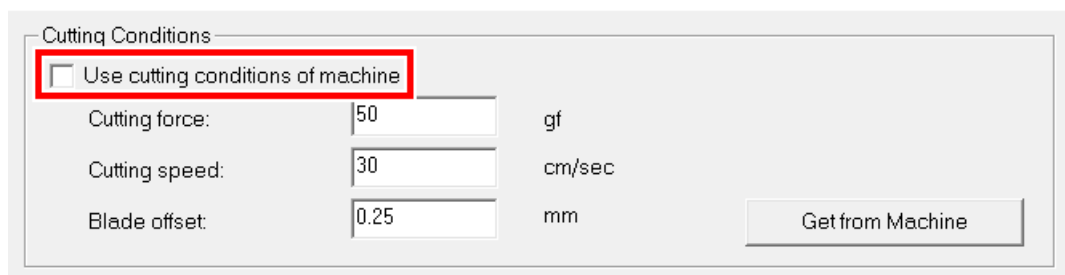 Cutting Conditions
Use cutting conditions of machine
Cutting force: 50 gf
Cutting speed: 30 cm/sec
Blade offset: 0.25 mm Get from Machine